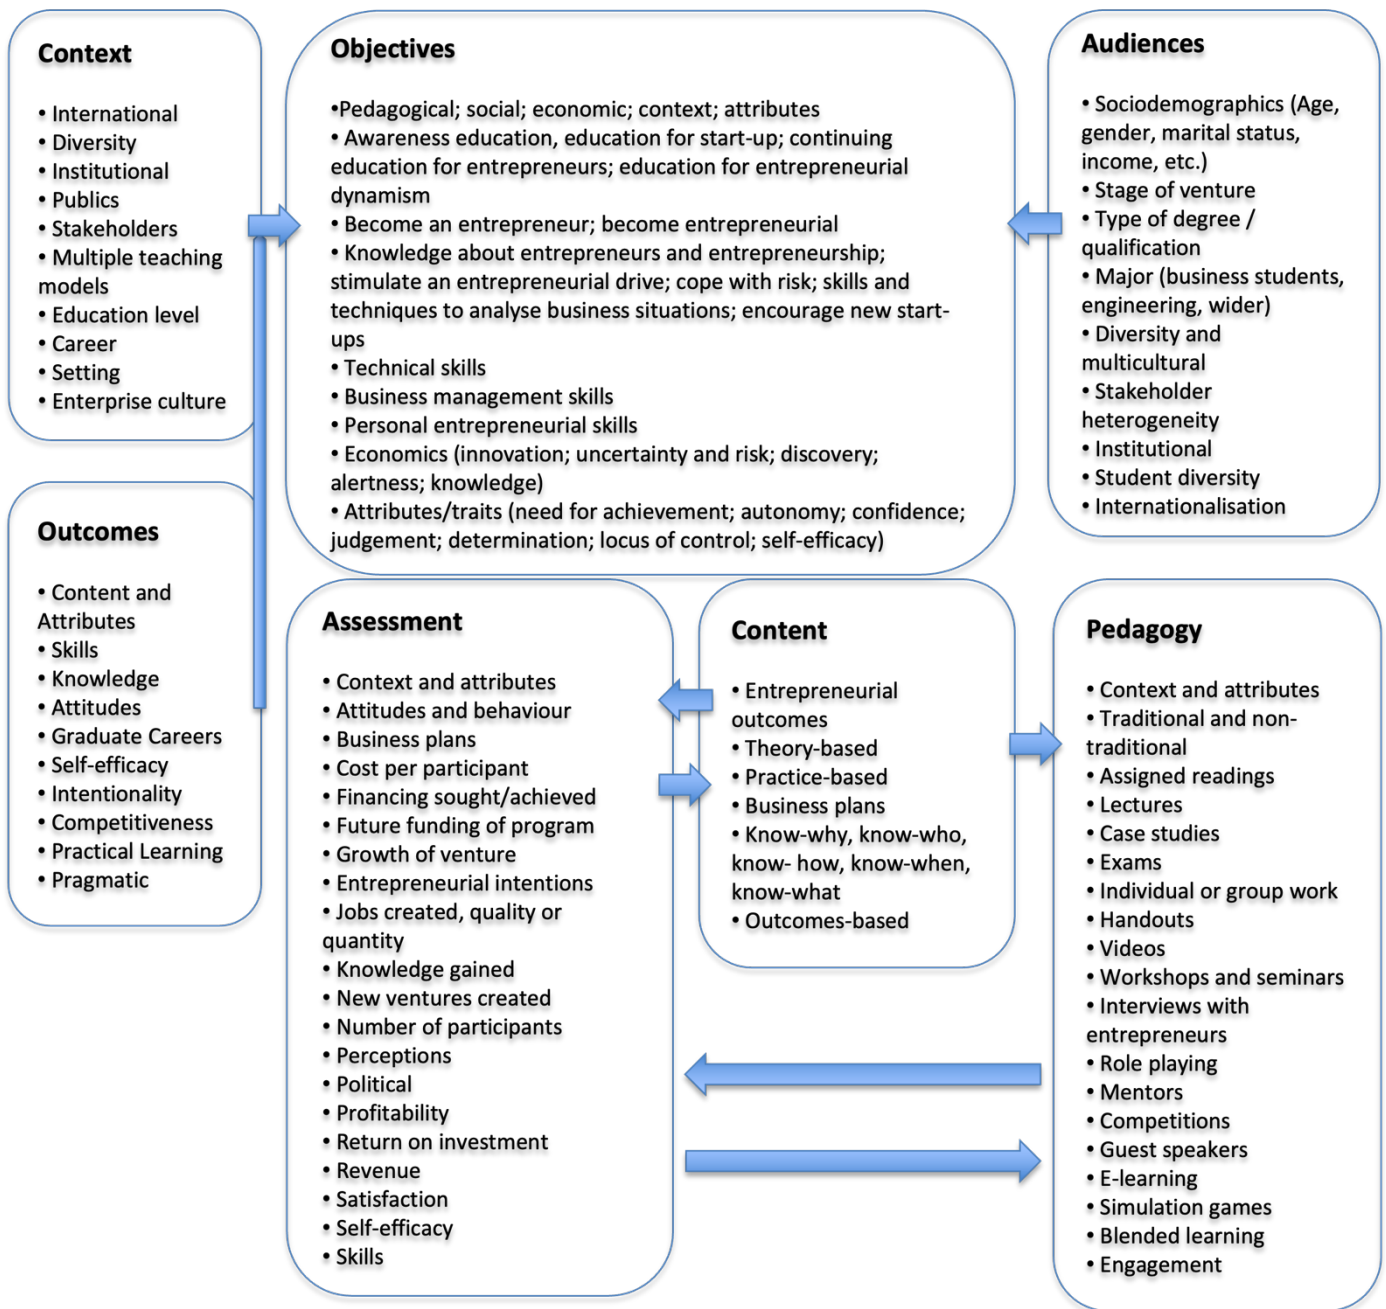 Context
• International
• Diversity
• Institutional
• Publics
• Stakeholders
• Multiple teaching
models
• Education level
• Career
• Setting
• Enterprise culture
Objectives
•Pedagogical; social; economic; context; attributes
• Awareness education, education for start-up; continuing
education for entrepreneurs; education for entrepreneurial
dynamism
• Become an entrepreneur; become entrepreneurial
• Knowledge about entrepreneurs and entrepreneurship;
stimulate an entrepreneurial drive; cope with risk; skills and
techniques to analyse business situations; encourage new start-
ups
• Technical skills
• Business management skills
• Personal entrepreneurial skills
• Economics (innovation; uncertainty and risk; discovery;
alertness; knowledge)
• Attributes/traits (need for achievement; autonomy; confidence;
judgement; determination; locus of control; self-efficacy)
Audiences
• Sociodemographics (Age,
gender, marital status,
income, etc.)
• Stage of venture
• Type of degree /
qualification
• Major (business students,
engineering, wider)
• Diversity and
multicultural
• Stakeholder
heterogeneity
• Institutional
• Student diversity
• Internationalisation
Outcomes
• Content and
Attributes
• Skills
• Knowledge
• Attitudes
• Graduate Careers
• Self-efficacy
• Intentionality
• Competitiveness
• Practical Learning
• Pragmatic
Assessment
• Context and attributes
• Attitudes and behaviour
• Business plans
• Cost per participant
• Financing sought/achieved
• Future funding of program
• Growth of venture
• Entrepreneurial intentions
• Jobs created, quality or
quantity
• Knowledge gained
• New ventures created
• Number of participants
• Perceptions
• Political
• Profitability
• Return on investment
• Revenue
• Satisfaction
• Self-efficacy
• Skills
Content
• Entrepreneurial
outcomes
• Theory-based
• Practice-based
• Business plans
• Know-why, know-who,
know- how, know-when,
know-what
• Outcomes-based
Pedagogy
• Context and attributes
• Traditional and non-
traditional
• Assigned readings
• Lectures
• Case studies
• Exams
• Individual or group work
• Handouts
• Videos
• Workshops and seminars
• Interviews with
entrepreneurs
• Role playing
• Mentors
• Competitions
• Guest speakers
• E-learning
• Simulation games
• Blended learning
• Engagement